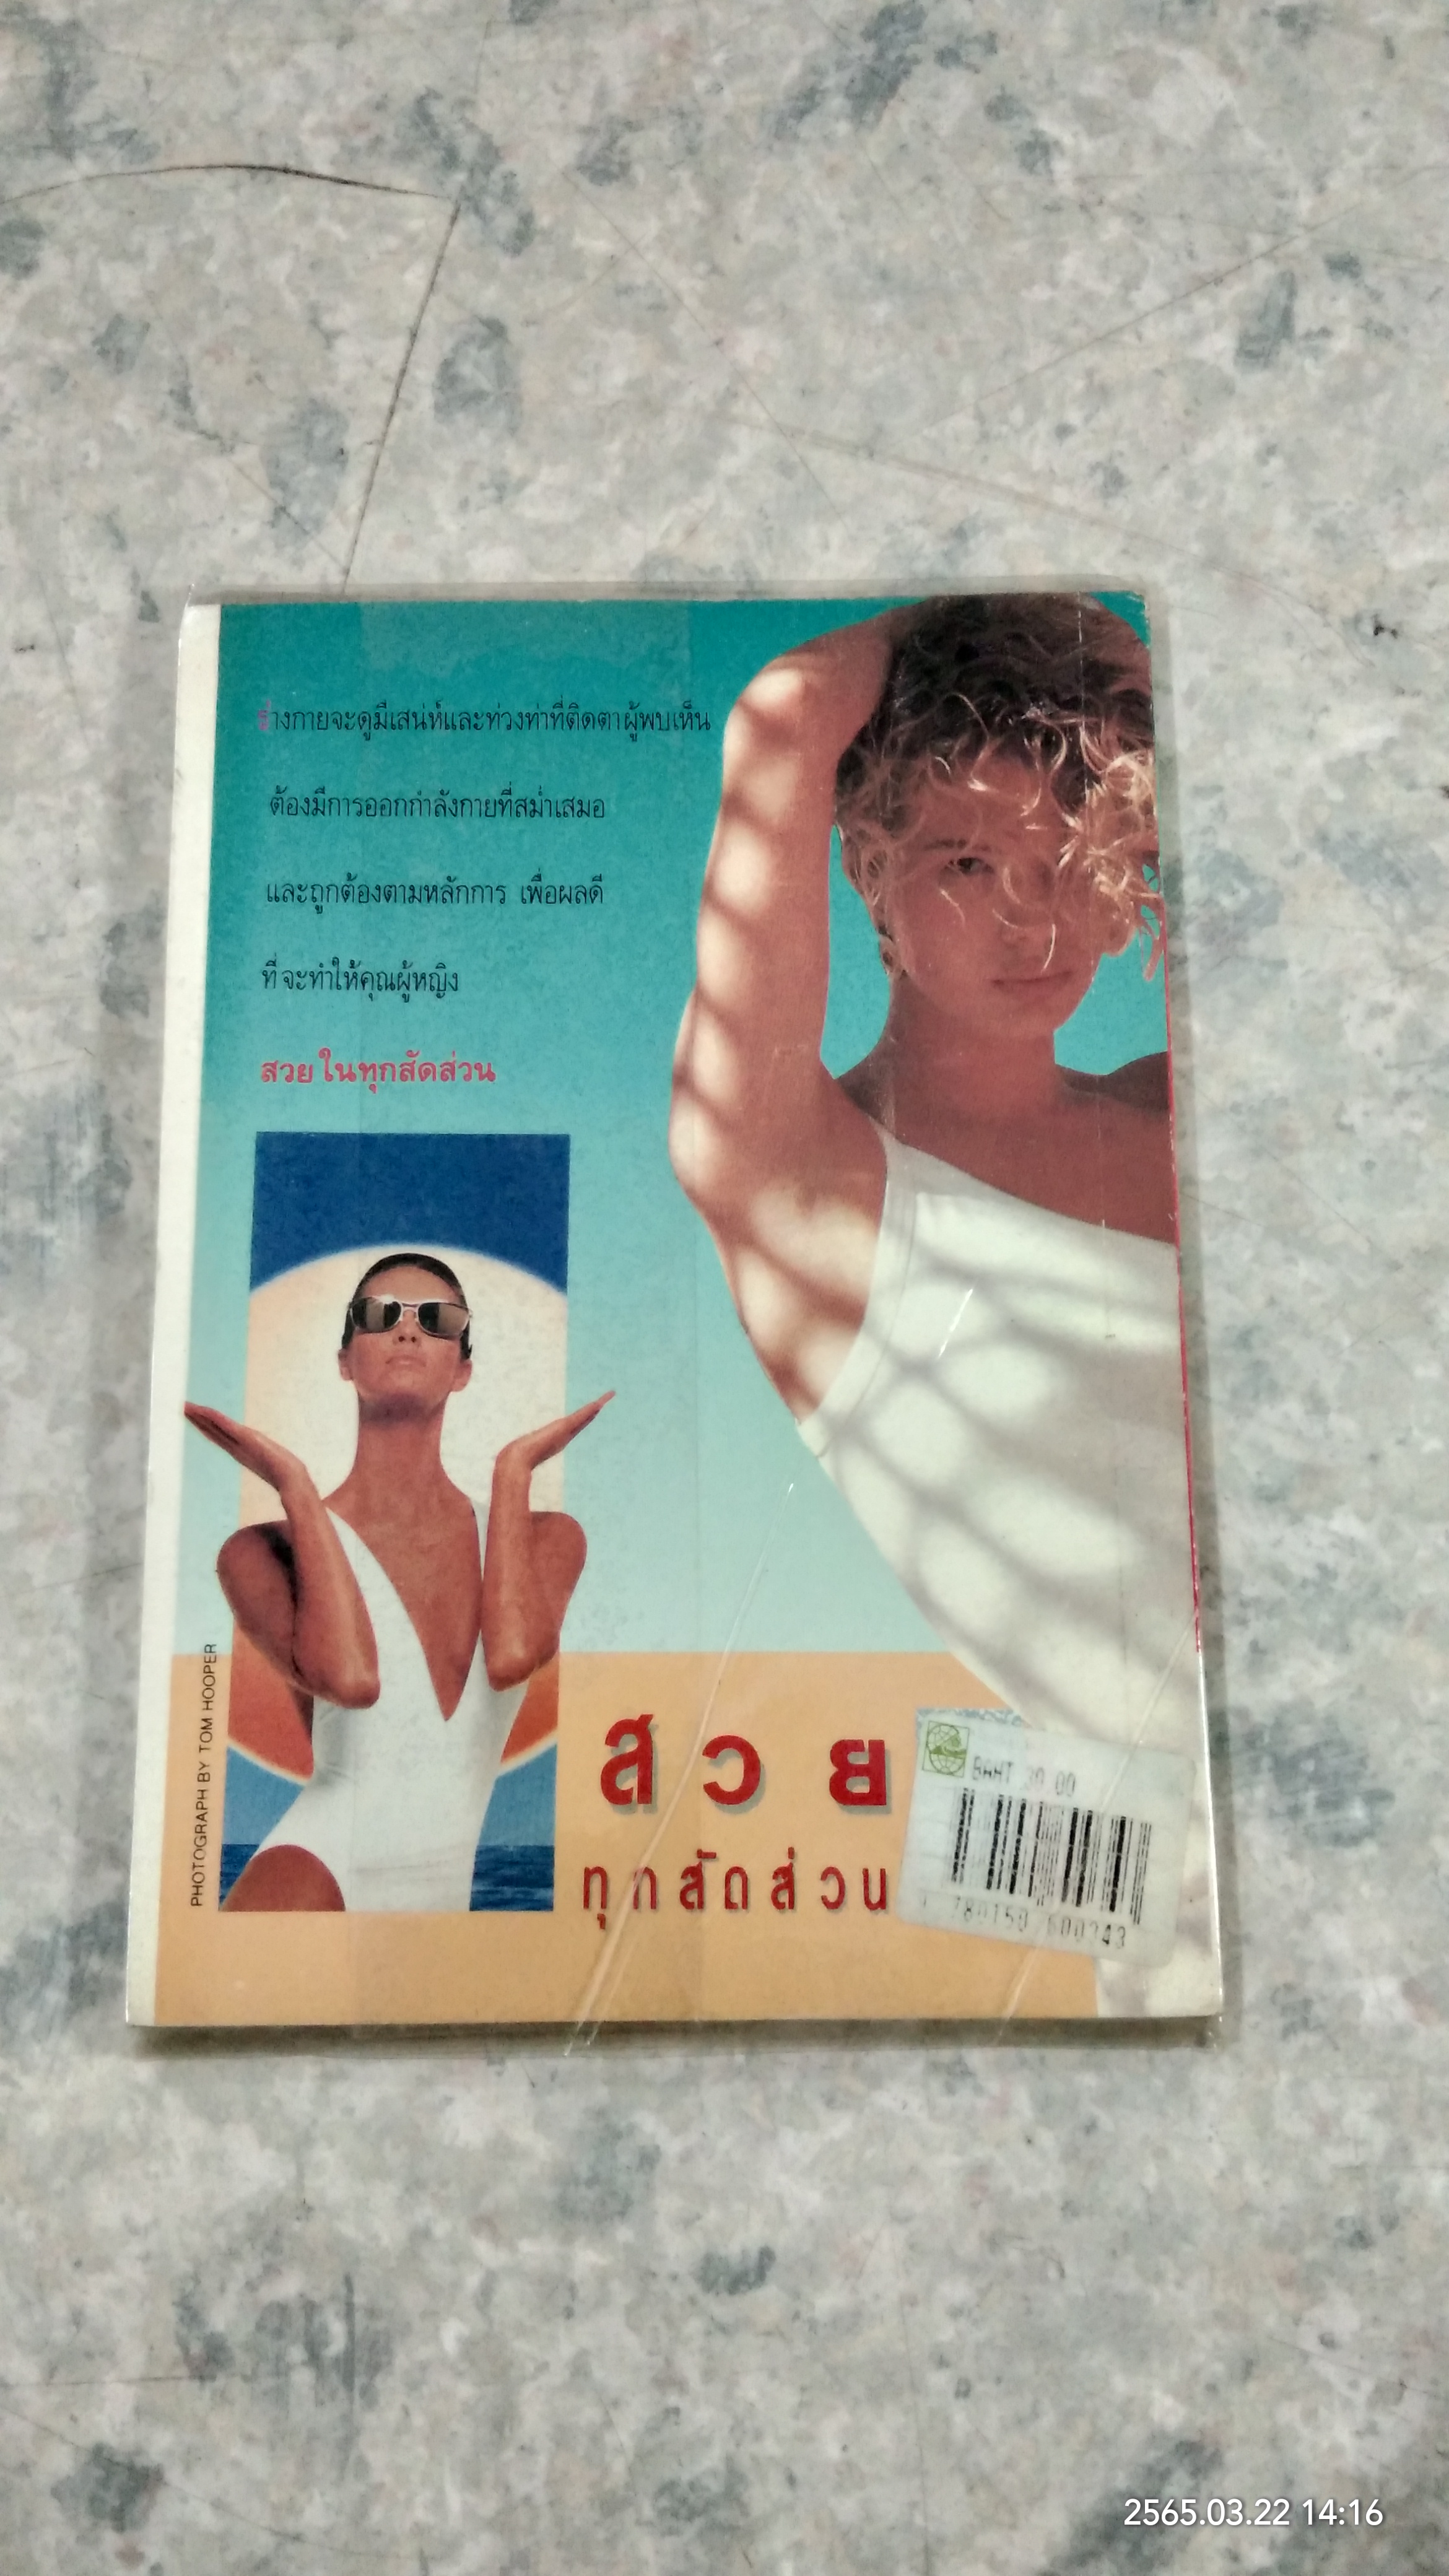 ร่างกายจะดูมีเสน่ห์และท่วงท่าที่ติดตาผู้พบเห็น
ต้องมีการออกกำลังกายที่สม่ำเสมอ
และถูกต้องตามหลักการ เพื่อผลดี
ที่จะทำให้คุณผู้หญิง
สวยในทุกสัดส่วน
PHOTOGRAPH BY TOM HOOPER
สวย
ทุกสัดส่วน
BAHT
2565.03.22 14:16